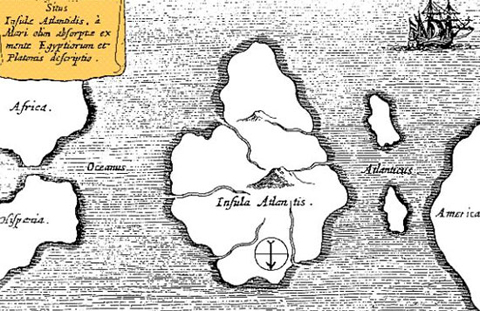 Situs
Insulæ Atlantidis, à
Mari olim absorptæ ex
mente Egyptiorum et
Platonis descriptio.
Africa.
Oceanus
Atlanticus
Insula Atlantis.
Hispania.
America